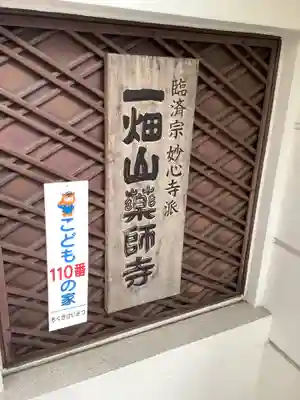 臨済宗妙心寺派
一畑山薬師寺
こども
110番
の家